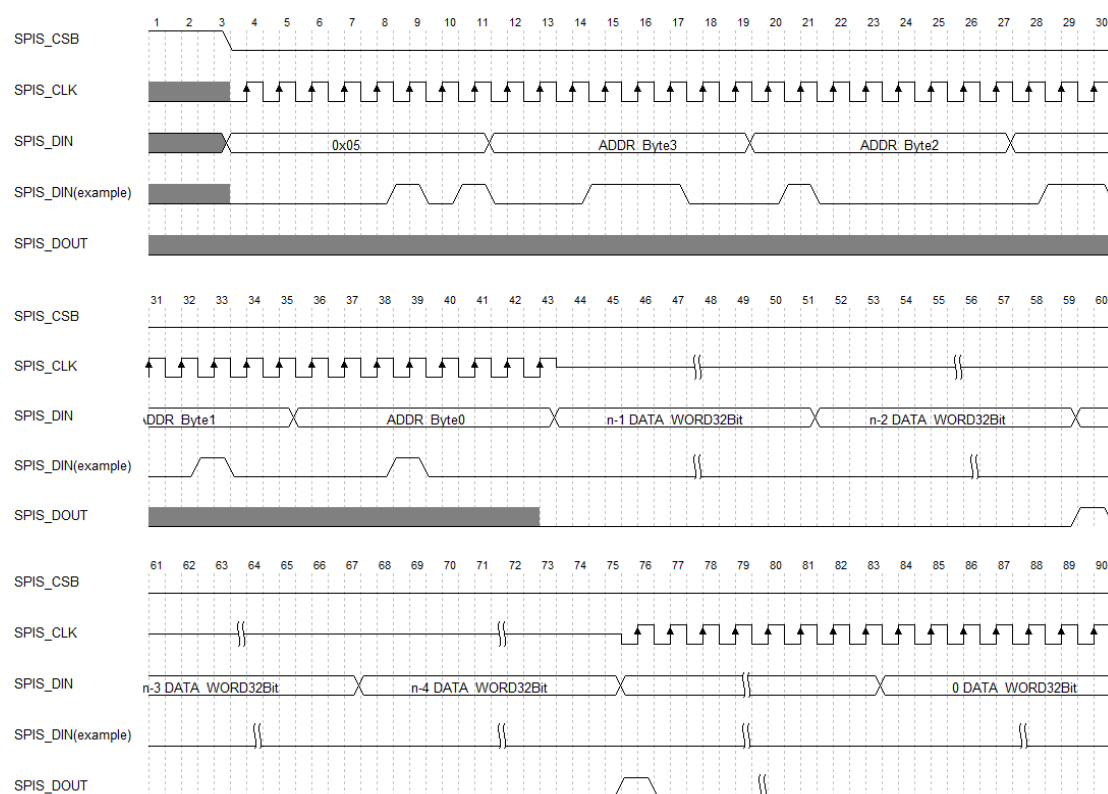 1 2 3 4 5 6 7 8 9 10 11 12 13 14 15 16 17 18 19 20 21 22 23 24 25 26 27 28 29 30
SPIS_CSB
SPIS_CLK
SPIS_DIN 0x05 ADDR Byte3 ADDR Byte2
SPIS_DIN(example)
SPIS_DOUT
31 32 33 34 35 36 37 38 39 40 41 42 43 44 45 46 47 48 49 50 51 52 53 54 55 56 57 58 59 60
SPIS_CSB
SPIS_CLK
SPIS_DIN ADDR Byte1 ADDR Byte0 n-1 DATA WORD32Bit n-2 DATA WORD32Bit
SPIS_DIN(example)
SPIS_DOUT
61 62 63 64 65 66 67 68 69 70 71 72 73 74 75 76 77 78 79 80 81 82 83 84 85 86 87 88 89 90
SPIS_CSB
SPIS_CLK
SPIS_DIN n-3 DATA WORD32Bit n-4 DATA WORD32Bit 0 DATA WORD32Bit
SPIS_DIN(example)
SPIS_DOUT